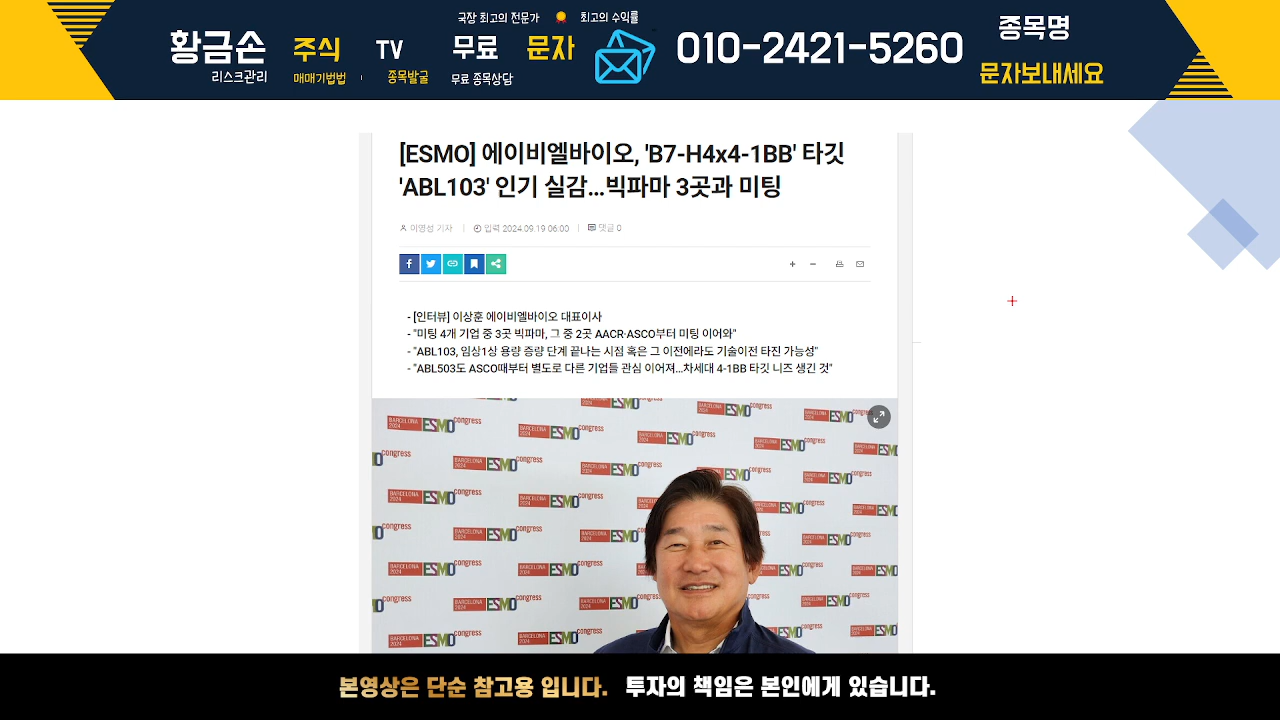 국장 최고의 전문가 최고의 수익률
황금손 주식 TV 무료 문자 010-2421-5260 종목명
리스크관리 매매기법법 종목발굴 무료 종목상담 문자보내세요
[ESMO] 에이비엘바이오, 'B7-H4x4-1BB' 타깃
'ABL103' 인기 실감...빅파마 3곳과 미팅
이영성 기자 입력 2024.09.19 06:00 댓글 0
- [인터뷰] 이상훈 에이비엘바이오 대표이사
- "미팅 4개 기업 중 3곳 빅파마, 그 중 2곳 AACR·ASCO부터 미팅 이어와"
- "ABL103, 임상1상 용량 증량 단계 끝나는 시점 혹은 그 이전에라도 기술이전 타진 가능성"
- "ABL503도 ASCO때부터 별도로 다른 기업들 관심 이어져...차세대 4-1BB 타깃 니즈 생긴 것"
BARCELONA 2024 ESMO congress
본영상은 단순 참고용 입니다. 투자의 책임은 본인에게 있습니다.